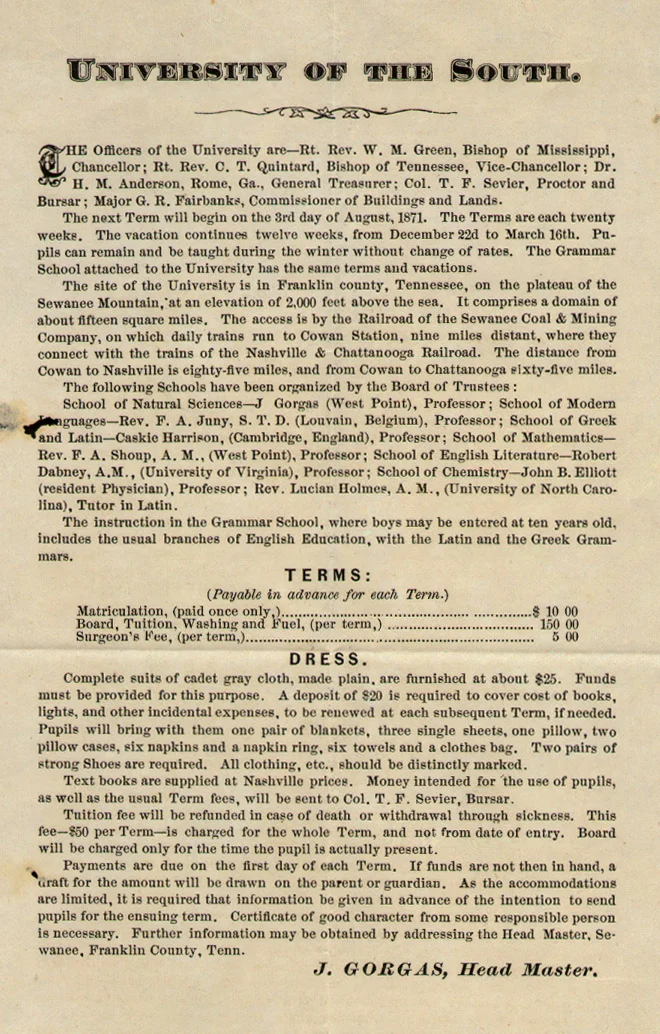 UNIVERSITY OF THE SOUTH.
THE Officers of the University are—Rt. Rev. W. M. Green, Bishop of Mississippi,
Chancellor; Rt. Rev. C. T. Quintard, Bishop of Tennessee, Vice-Chancellor; Dr.
H. M. Anderson, Rome, Ga., General Treasurer; Col. T. F. Sevier, Proctor and
Bursar; Major G. R. Fairbanks, Commissioner of Buildings and Lands.
The next Term will begin on the 3rd day of August, 1871. The Terms are each twenty
weeks. The vacation continues twelve weeks, from December 22d to March 16th. Pu-
pils can remain and be taught during the winter without change of rates. The Grammar
School attached to the University has the same terms and vacations.
The site of the University is in Franklin county, Tennessee, on the plateau of the
Sewanee Mountain, at an elevation of 2,000 feet above the sea. It comprises a domain of
about fifteen square miles. The access is by the Railroad of the Sewanee Coal & Mining
Company, on which daily trains run to Cowan Station, nine miles distant, where they
connect with the trains of the Nashville & Chattanooga Railroad. The distance from
Cowan to Nashville is eighty-five miles, and from Cowan to Chattanooga sixty-five miles.
The following Schools have been organized by the Board of Trustees:
School of Natural Sciences—J Gorgas (West Point), Professor; School of Modern
Languages—Rev. F. A. Juny, S. T. D. (Louvain, Belgium), Professor; School of Greek
and Latin—Caskie Harrison, (Cambridge, England), Professor; School of Mathematics—
Rev. F. A. Shoup, A. M., (West Point), Professor; School of English Literature—Robert
Dabney, A.M., (University of Virginia), Professor; School of Chemistry—John B. Elliott
(resident Physician), Professor; Rev. Lucian Holmes, A. M., (University of North Caro-
lina), Tutor in Latin.
The instruction in the Grammar School, where boys may be entered at ten years old,
includes the usual branches of English Education, with the Latin and the Greek Gram-
mars.
TERMS:
(Payable in advance for each Term.)
Matriculation, (paid once only,)..............................................$ 10 00
Board, Tuition, Washing and Fuel, (per term,) ........................... 150 00
Surgeon's Fee, (per term,)..................................................... 5 00
DRESS.
Complete suits of cadet gray cloth, made plain, are furnished at about $25. Funds
must be provided for this purpose. A deposit of $20 is required to cover cost of books,
lights, and other incidental expenses, to be renewed at each subsequent Term, if needed.
Pupils will bring with them one pair of blankets, three single sheets, one pillow, two
pillow cases, six napkins and a napkin ring, six towels and a clothes bag. Two pairs of
strong Shoes are required. All clothing, etc., should be distinctly marked.
Text books are supplied at Nashville prices. Money intended for the use of pupils,
as well as the usual Term fees, will be sent to Col. T. F. Sevier, Bursar.
Tuition fee will be refunded in case of death or withdrawal through sickness. This
fee—$50 per Term—is charged for the whole Term, and not from date of entry. Board
will be charged only for the time the pupil is actually present.
Payments are due on the first day of each Term. If funds are not then in hand, a
draft for the amount will be drawn on the parent or guardian. As the accommodations
are limited, it is required that information be given in advance of the intention to send
pupils for the ensuing term. Certificate of good character from some responsible person
is necessary. Further information may be obtained by addressing the Head Master, Se-
wanee, Franklin County, Tenn.
J. GORGAS, Head Master.